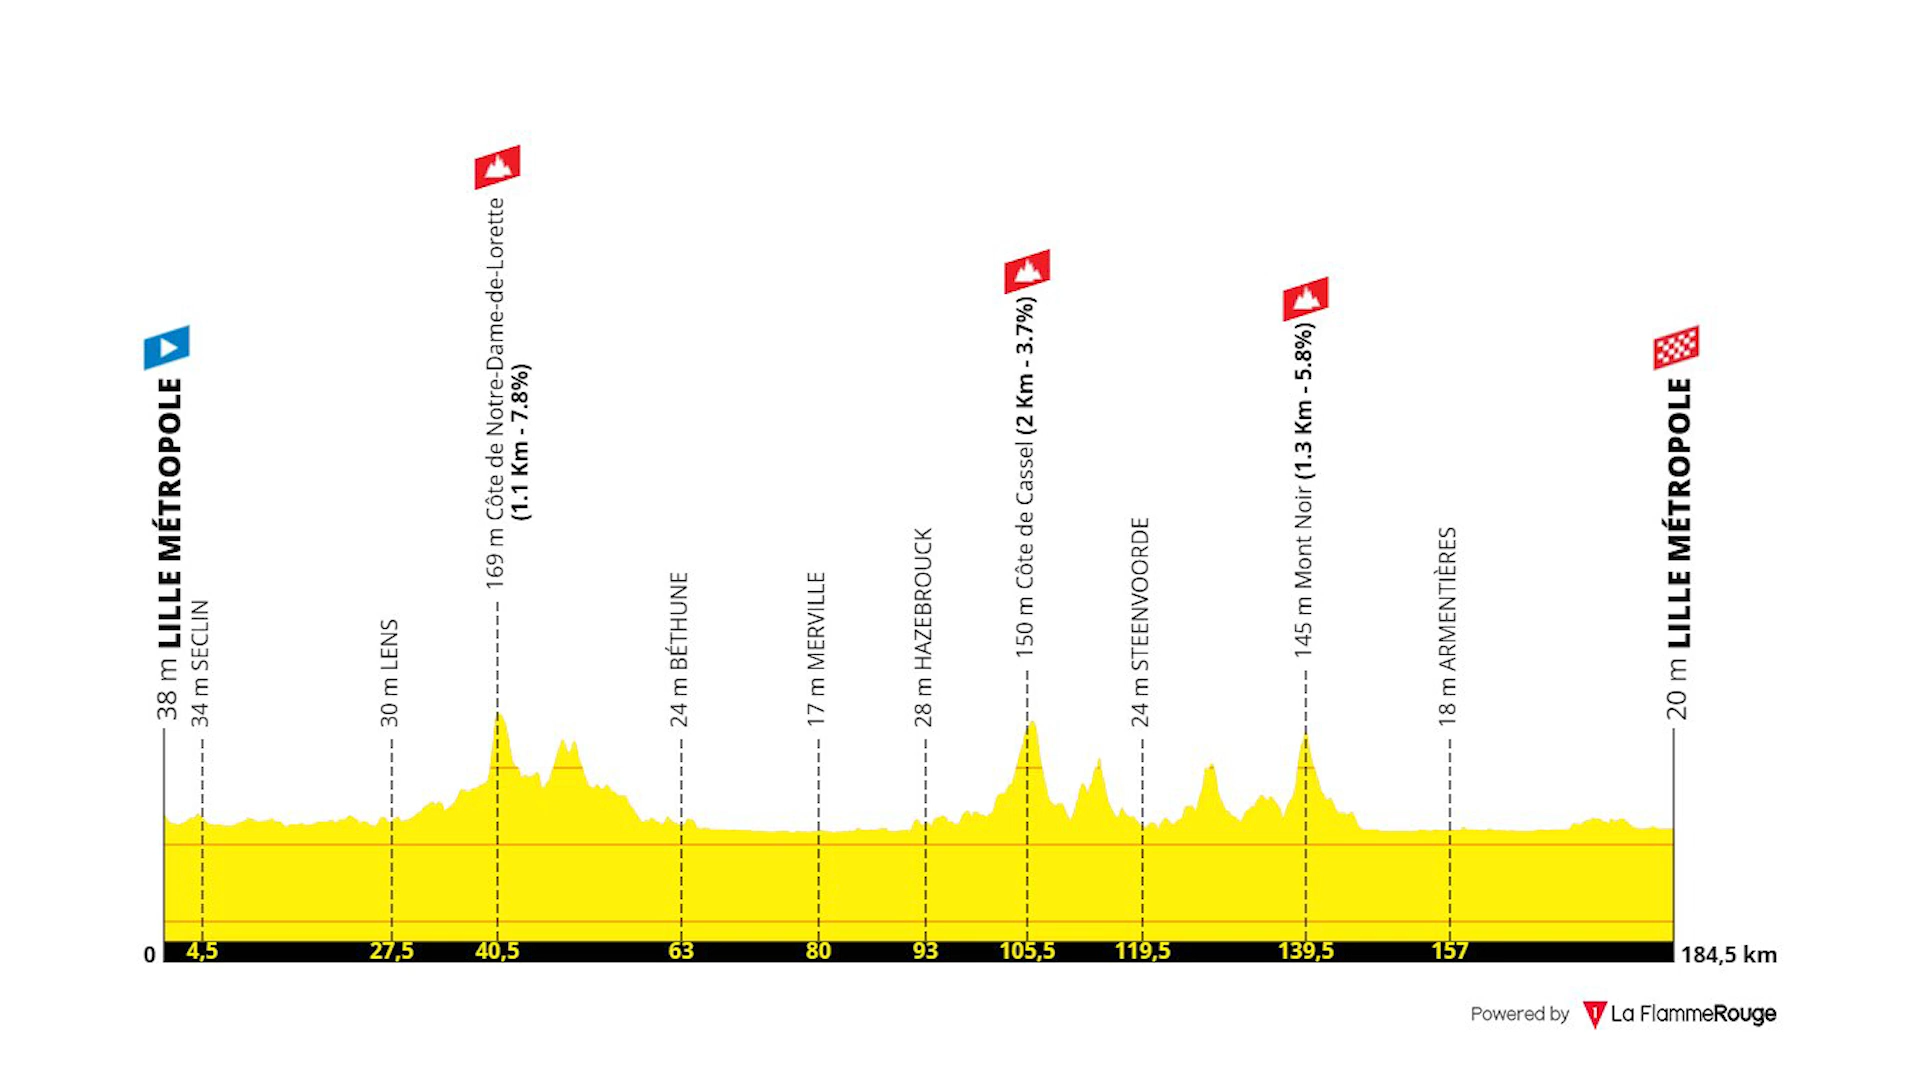 38 m LILLE MÉTROPOLE
34 m SECLIN
30 m LENS
169 m Côte de Notre-Dame-de-Lorette
(1.1 Km - 7.8%)
24 m BÉTHUNE
17 m MERVILLE
28 m HAZEBROUCK
150 m Côte de Cassel (2 Km - 3.7%)
24 m STEENVOORDE
145 m Mont Noir (1.3 Km - 5.8%)
18 m ARMENTIÈRES
20 m LILLE MÉTROPOLE
0 4,5 27,5 40,5 63 80 93 105,5 119,5 139,5 157 184,5 km
Powered by 1 La FlammeRouge